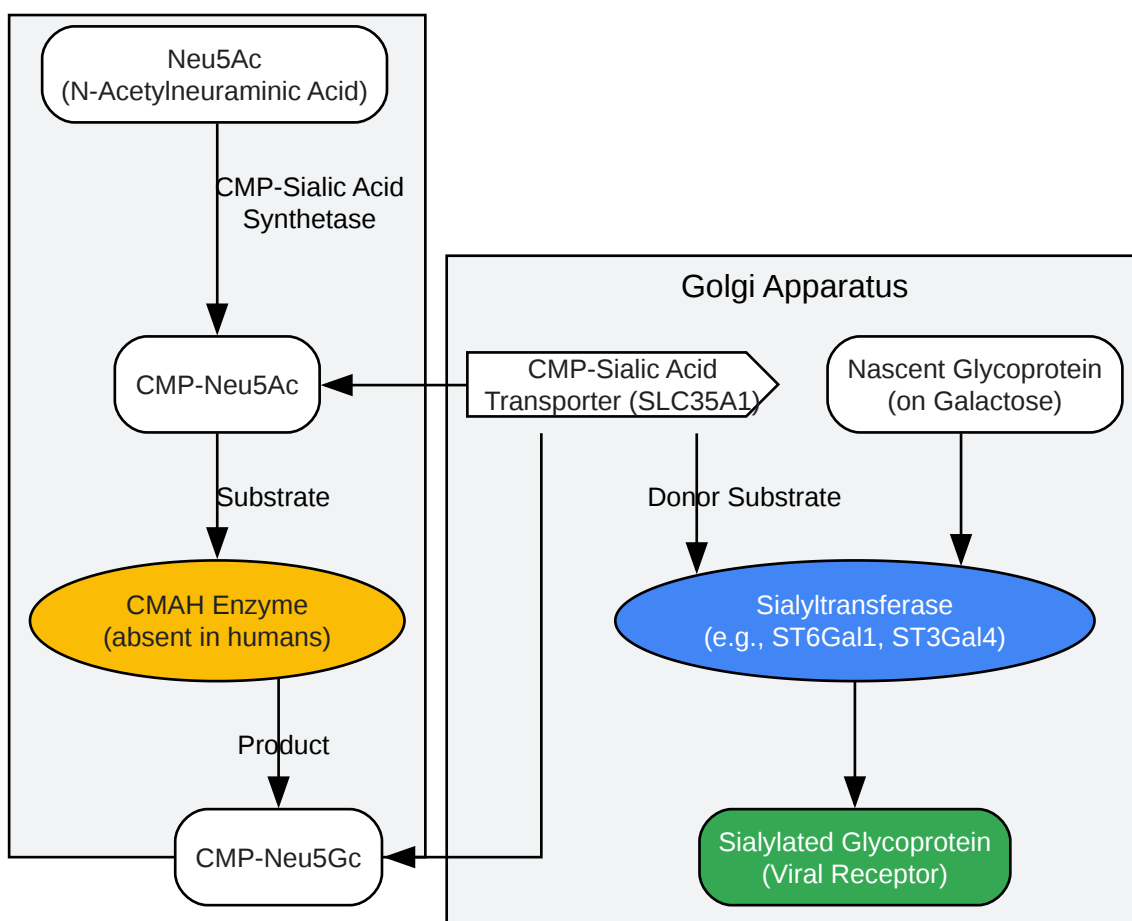 Neu5Ac
(N-Acetylneuraminic Acid)
CMP-Sialic Acid
Synthetase
CMP-Neu5Ac
Substrate
CMAH Enzyme
(absent in humans)
Product
CMP-Neu5Gc
Golgi Apparatus
CMP-Sialic Acid
Transporter (SLC35A1)
Nascent Glycoprotein
(on Galactose)
Donor Substrate
Sialyltransferase
(e.g., ST6Gal1, ST3Gal4)
Sialylated Glycoprotein
(Viral Receptor)